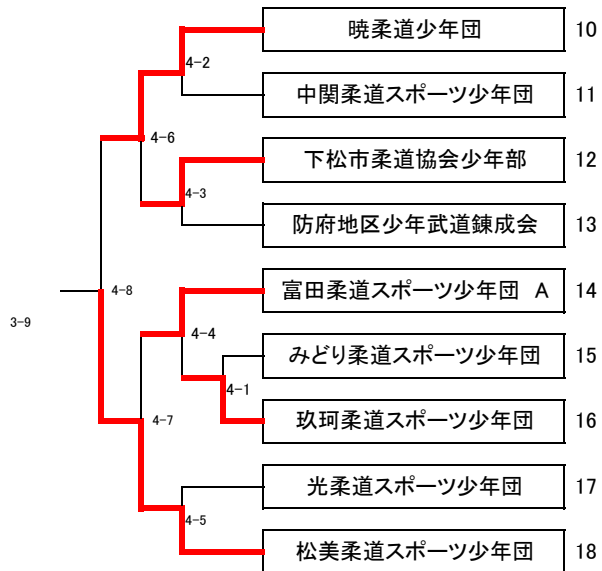 暁柔道少年団 10
4-2
中関柔道スポーツ少年団 11
4-6
下松市柔道協会少年部 12
4-3
防府地区少年武道錬成会 13
4-8
富田柔道スポーツ少年団 A 14
3-9
4-4
みどり柔道スポーツ少年団 15
4-1
玖珂柔道スポーツ少年団 16
4-7
光柔道スポーツ少年団 17
4-5
松美柔道スポーツ少年団 18